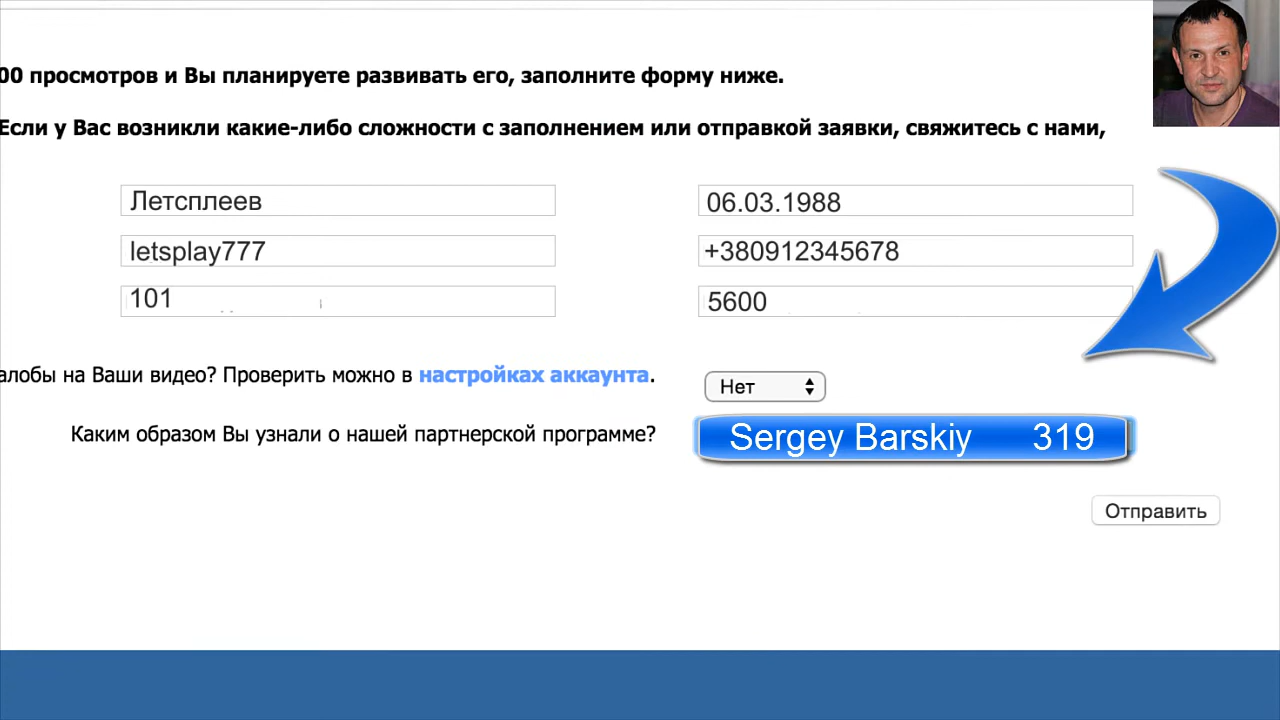 00 просмотров и Вы планируете развивать его, заполните форму ниже.
Если у Вас возникли какие-либо сложности с заполнением или отправкой заявки, свяжитесь с нами,
Летсплеев 06.03.1988
letsplay777 +380912345678
101 5600
алобы на Ваши видео? Проверить можно в настройках аккаунта. Нет
Каким образом Вы узнали о нашей партнерской программе? Sergey Barskiy 319
Отправить